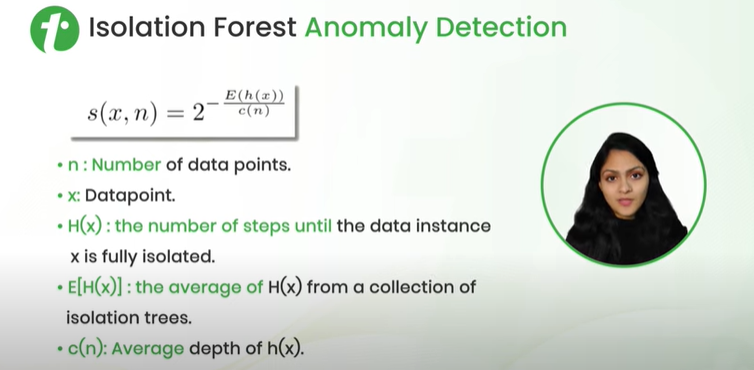 t
Isolation Forest Anomaly Detection
s(x, n) = 2^{-\frac{E(h(x))}{c(n)}}
• n : Number of data points.
• x: Datapoint.
• H(x) : the number of steps until the data instance
x is fully isolated.
• E[H(x)] : the average of H(x) from a collection of
isolation trees.
• c(n): Average depth of h(x).